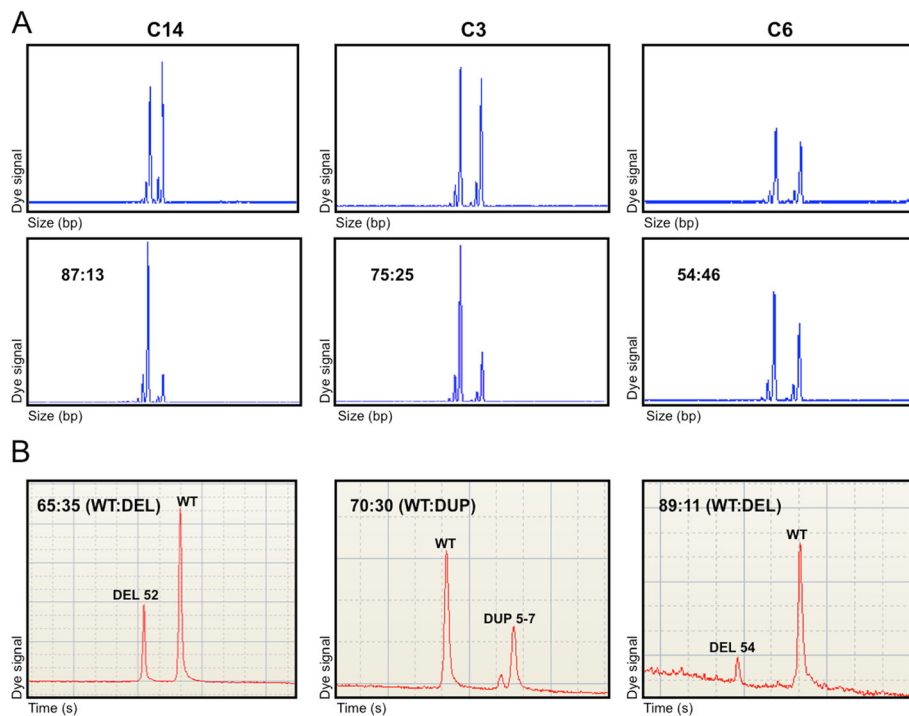 A
C14
C3
C6
Dye signal
Size (bp)
Dye signal
Size (bp)
Dye signal
Size (bp)
87:13
Dye signal
Size (bp)
75:25
Dye signal
Size (bp)
54:46
Dye signal
Size (bp)
B
65:35 (WT:DEL)
WT
DEL 52
Dye signal
Time (s)
70:30 (WT:DUP)
WT
DUP 5-7
Dye signal
Time (s)
89:11 (WT:DEL)
WT
DEL 54
Dye signal
Time (s)